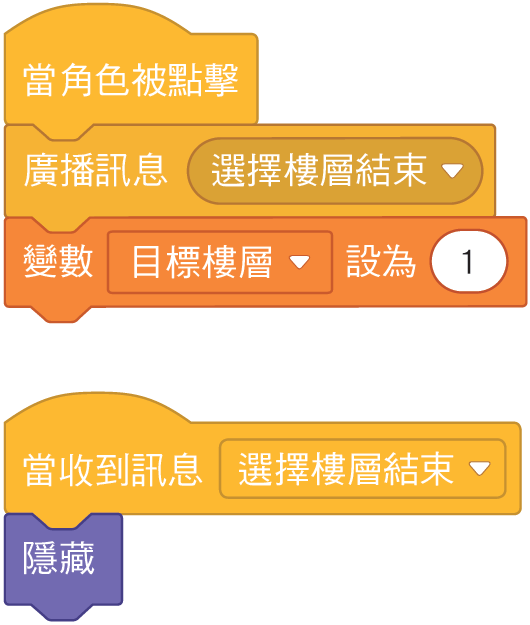 當角色被點擊
廣播訊息 選擇樓層結束
變數 目標樓層 設為 1
當收到訊息 選擇樓層結束
隱藏